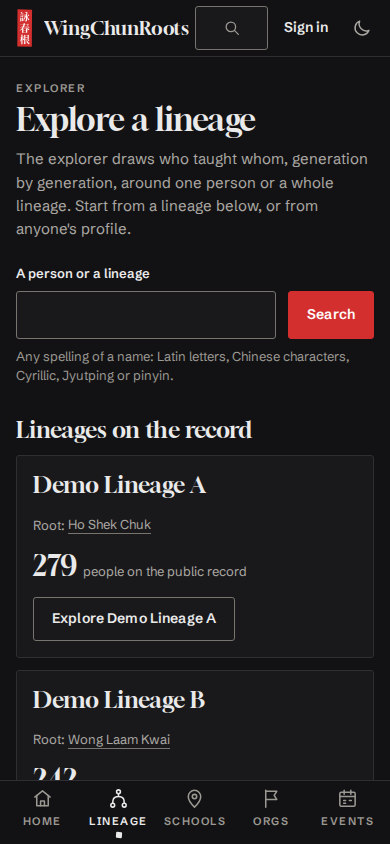 詠春根 WingChunRoots Sign in
EXPLORER
Explore a lineage
The explorer draws who taught whom, generation
by generation, around one person or a whole
lineage. Start from a lineage below, or from
anyone's profile.
A person or a lineage
Search
Any spelling of a name: Latin letters, Chinese characters,
Cyrillic, Jyutping or pinyin.
Lineages on the record
Demo Lineage A
Root: Ho Shek Chuk
279 people on the public record
Explore Demo Lineage A
Demo Lineage B
Root: Wong Laam Kwai
HOME LINEAGE SCHOOLS ORGS EVENTS